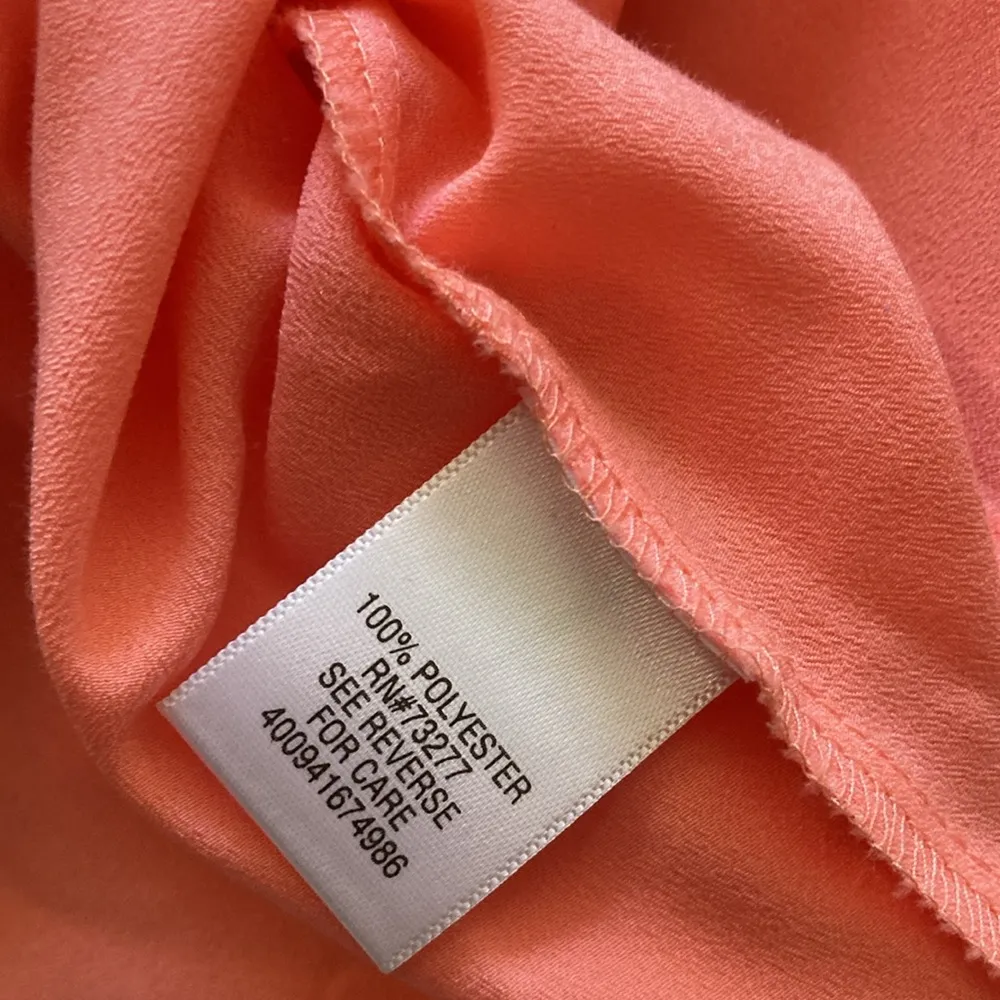 100% POLYESTER
RN#73277
SEE REVERSE
FOR CARE
400941674986